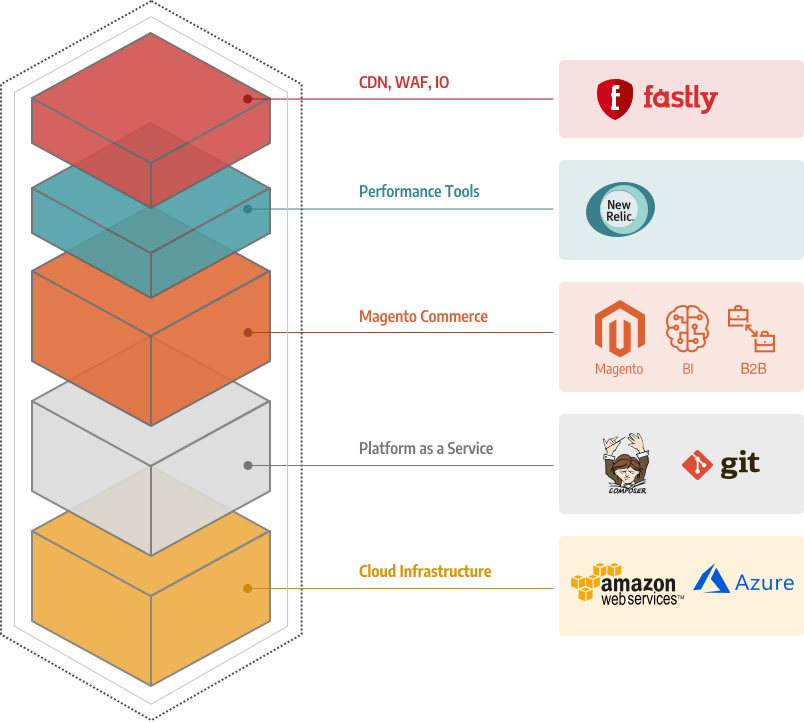 CDN, WAF, IO
fastly
Performance Tools
New
Relic.
Magento Commerce
Magento
BI
B2B
Platform as a Service
COMPOSER
git
Cloud Infrastructure
amazon
webservices™
Azure